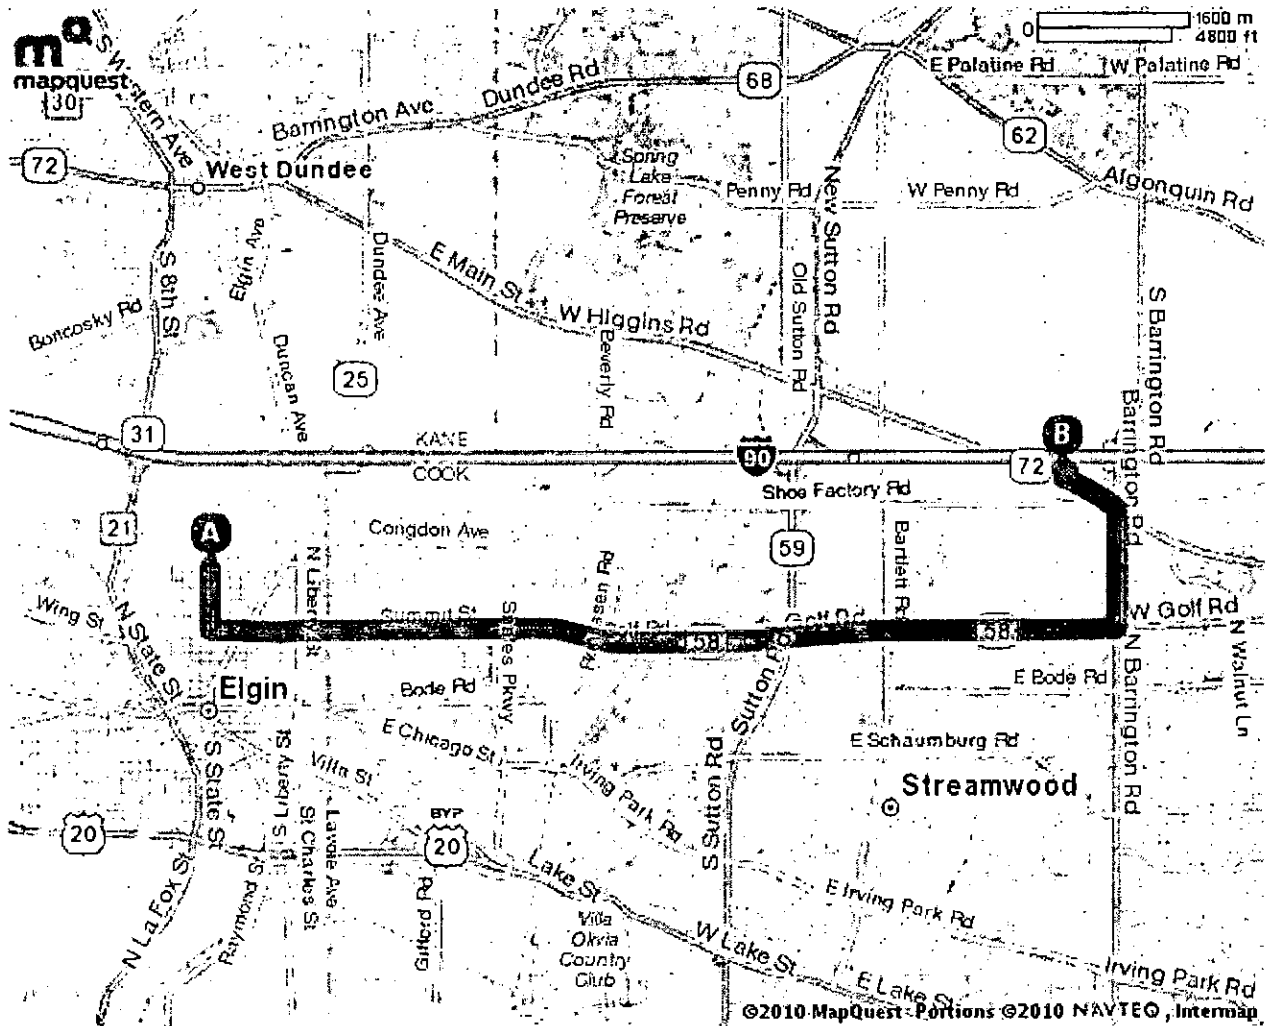 1600 m
0
4800 ft
mapquest
30
S Western Ave
Barrington Ave
Dundee Rd
68
E Palatine Rd
W Palatine Rd
62
72
West Dundee
Spring
Lake
Forest
Preserve
Penny Rd
W Penny Rd
Algonquin Rd
New Sutton Rd
Elgin Ave
Dundee Ave
E Main St
S 8th St
Old Sutton Rd
Boncosky Rd
W Higgins Rd
S Barrington Rd
Duncan Ave
25
Beverly Rd
Barrington Rd
31
KANE
COOK
90
B
72
Shoe Factory Rd
21
A
Congdon Ave
59
Bartlett Rd
N Liberty St
Wing St
N State St
Summit St
Shales Pkwy
58
Golf Rd
58
W Golf Rd
N Walnut Ln
Elgin
Bode Rd
E Bode Rd
Sutton Rd
N Barrington Rd
E Chicago St
E Schaumburg Rd
Villa St
Irving Park Rd
Streamwood
S State St
S Liberty St
St Charles St
Lavoie Ave
S Sutton Rd
20
BYP
20
Lake St
N La Fox St
Raymond St
Gifford Rd
E Irving Park Rd
Villa
Olivia
Country
Club
W Lake St
E Lake St
Irving Park Rd
©2010 MapQuest - Portions ©2010 NAVTEQ, Intermap